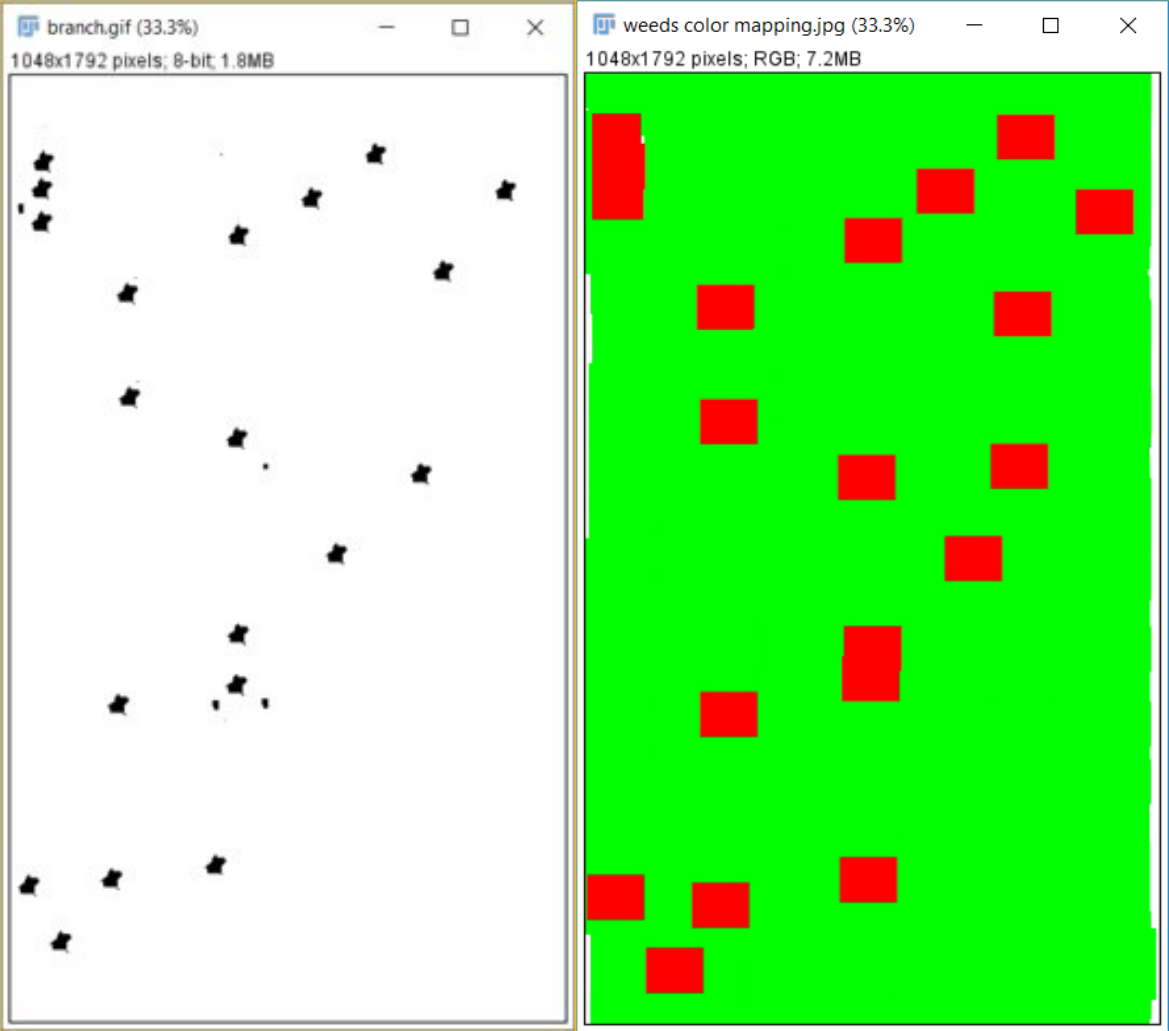 branch.gif (33.3%)
1048x1792 pixels; 8-bit; 1.8MB
weeds color mapping.jpg (33.3%)
1048x1792 pixels; RGB; 7.2MB